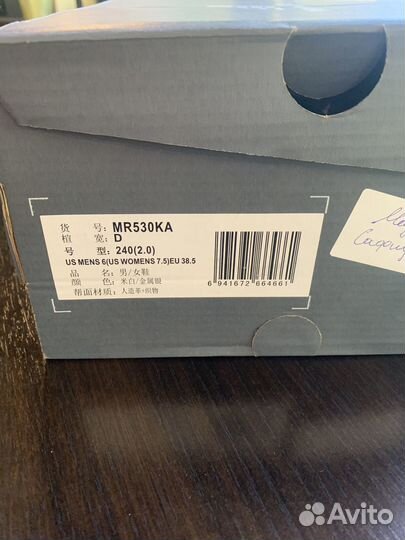 货 号: MR530KA
楦 宽: D
号 型: 240(2.0)
US MENS 6(US WOMENS 7.5)EU 38.5
品 名: 男/女鞋
颜 色: 米白/金属银
帮面材质: 人造革+织物
6 941672 664661
Avito